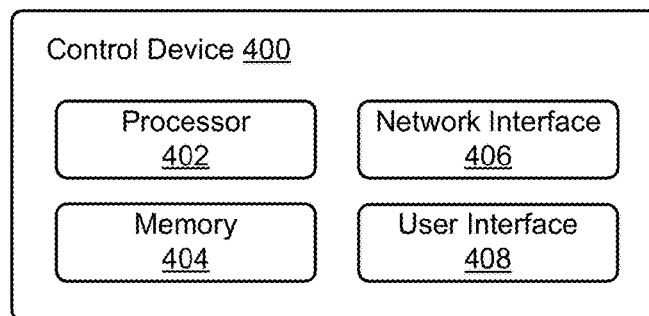 Control Device 400
Processor
402
Network Interface
406
Memory
404
User Interface
408